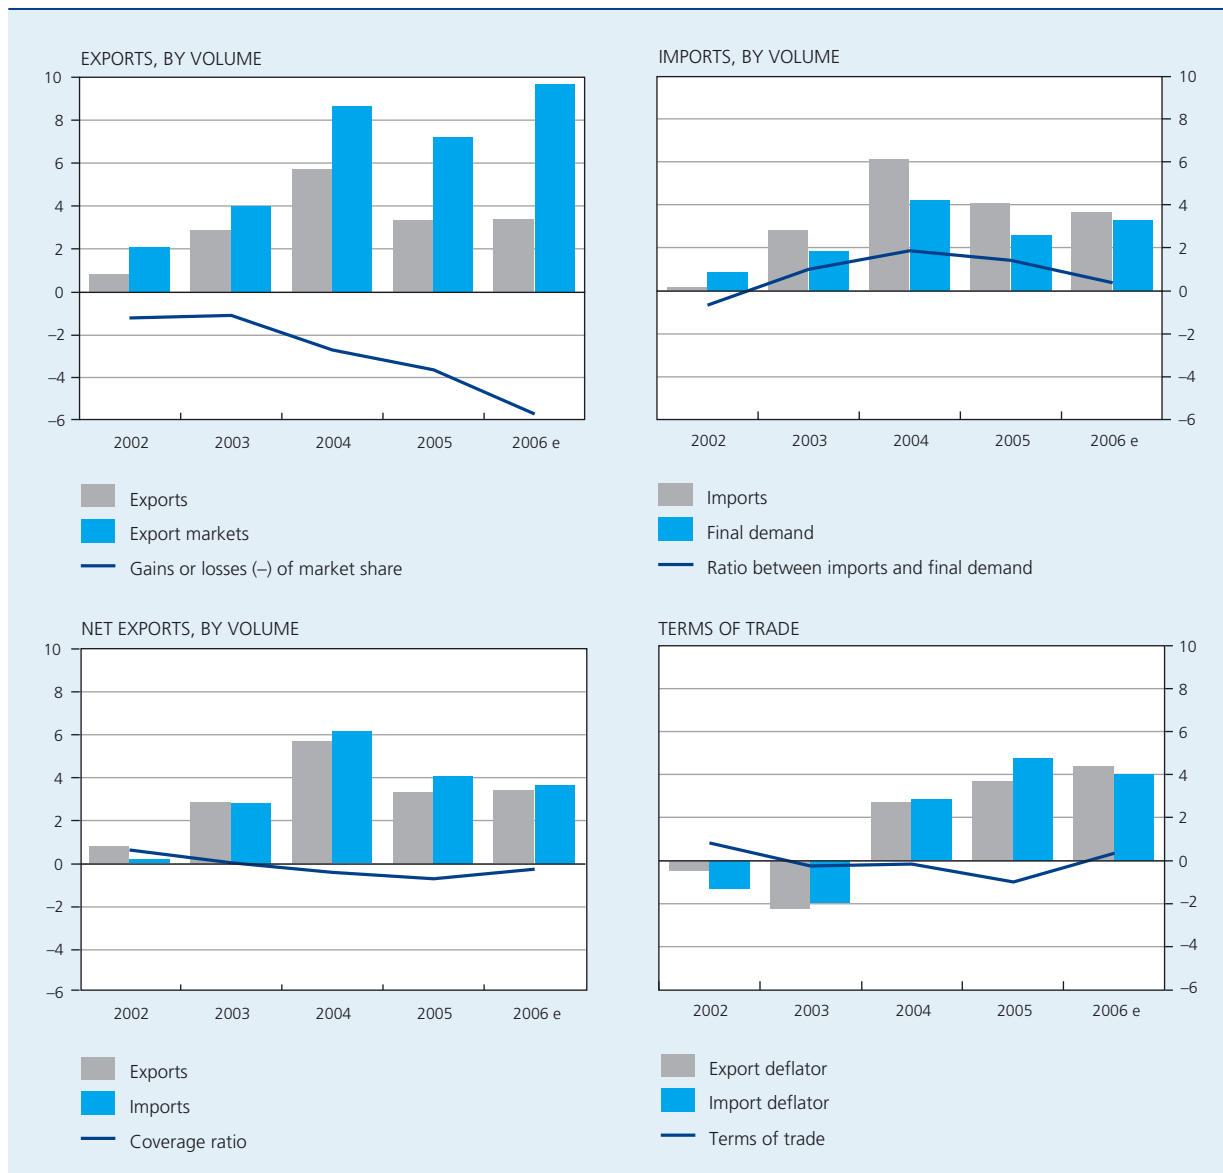 EXPORTS, BY VOLUME
10
8
6
4
2
0
–2
–4
–6
2002 2003 2004 2005 2006 e
Exports
Export markets
Gains or losses (–) of market share
IMPORTS, BY VOLUME
10
8
6
4
2
0
–2
–4
–6
2002 2003 2004 2005 2006 e
Imports
Final demand
Ratio between imports and final demand
NET EXPORTS, BY VOLUME
10
8
6
4
2
0
–2
–4
–6
2002 2003 2004 2005 2006 e
Exports
Imports
Coverage ratio
TERMS OF TRADE
10
8
6
4
2
0
–2
–4
–6
2002 2003 2004 2005 2006 e
Export deflator
Import deflator
Terms of trade